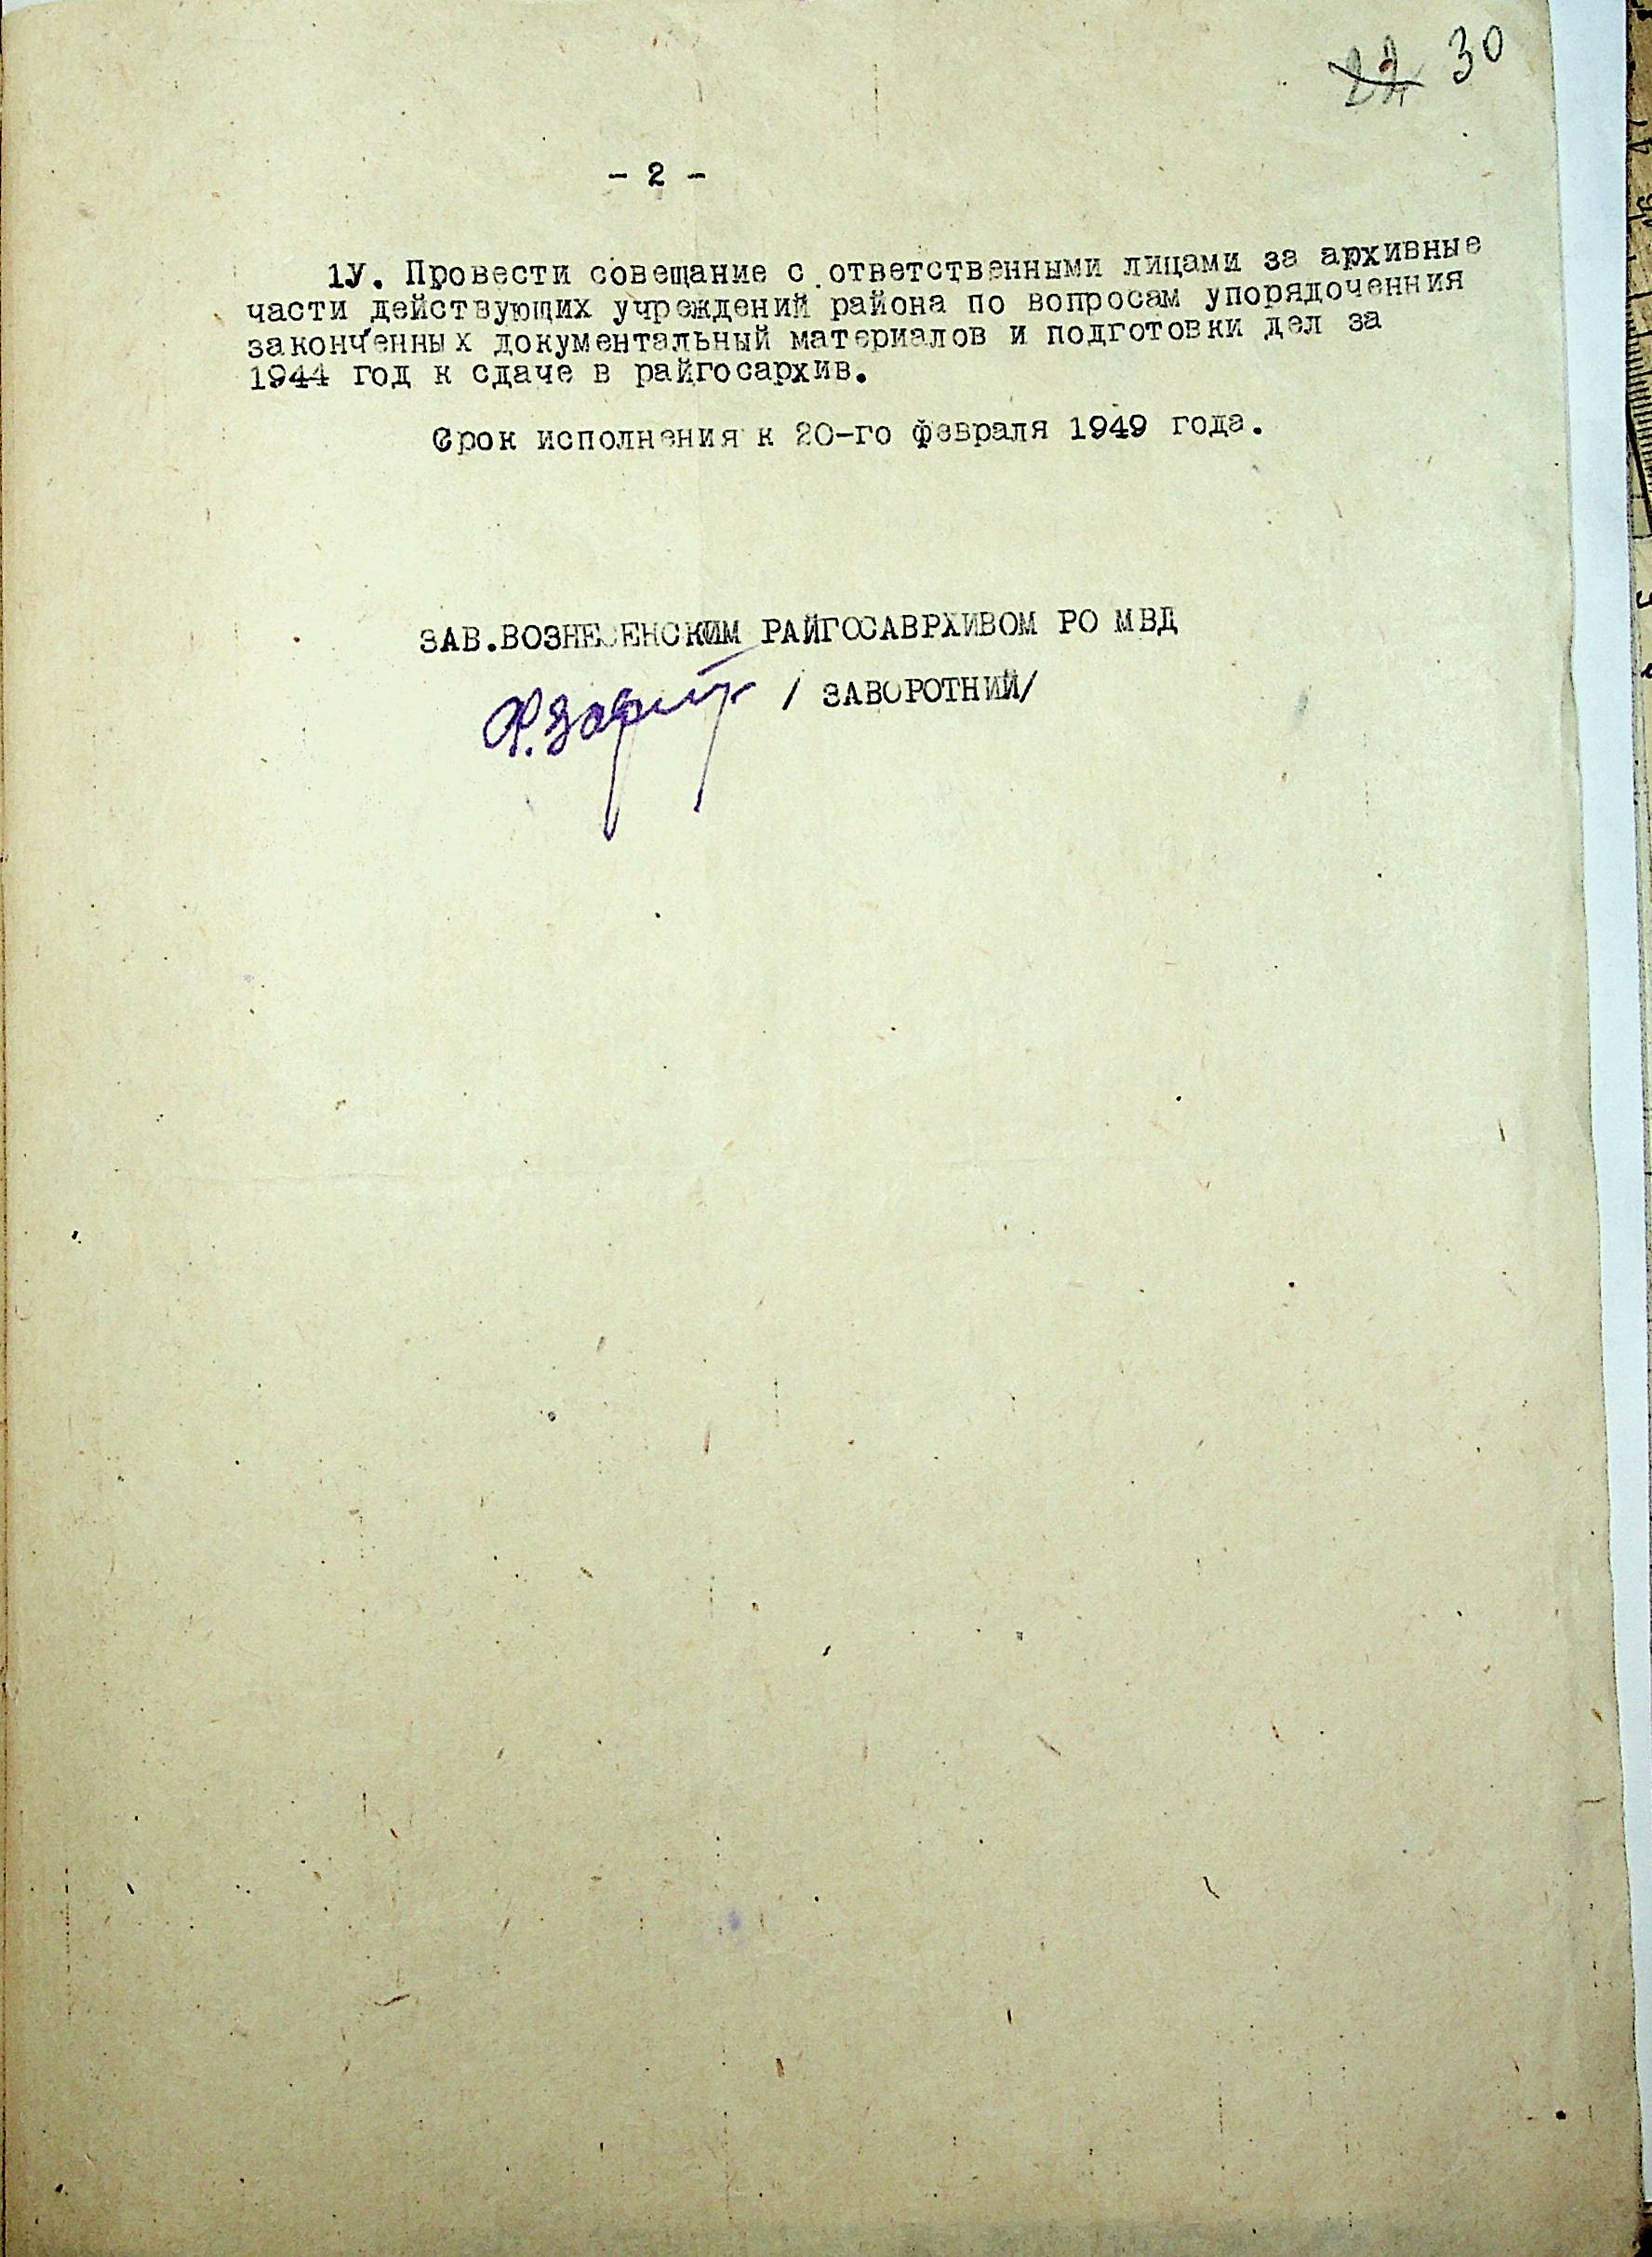 22 30
- 2 -
1У. Провести совещание с ответственными лицами за архивные
части действующих учреждений района по вопросам упорядоченния
законченных документальный материалов и подготовки дел за
1944 год к сдаче в райгосархив.
Срок исполнения к 20-го февраля 1949 года.
ЗАВ.ВОЗНЕСЕНСКИМ РАЙГОСАВРХИВОМ РО МВД
/ ЗАВОРОТНИЙ/